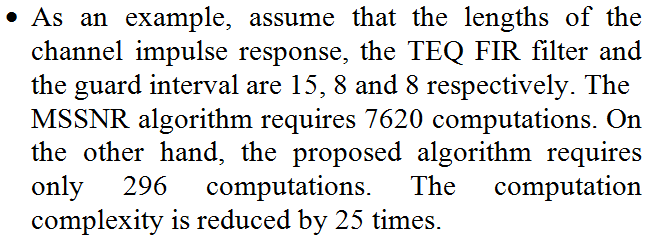 • As an example, assume that the lengths of the
channel impulse response, the TEQ FIR filter and
the guard interval are 15, 8 and 8 respectively. The
MSSNR algorithm requires 7620 computations. On
the other hand, the proposed algorithm requires
only 296 computations. The computation
complexity is reduced by 25 times.